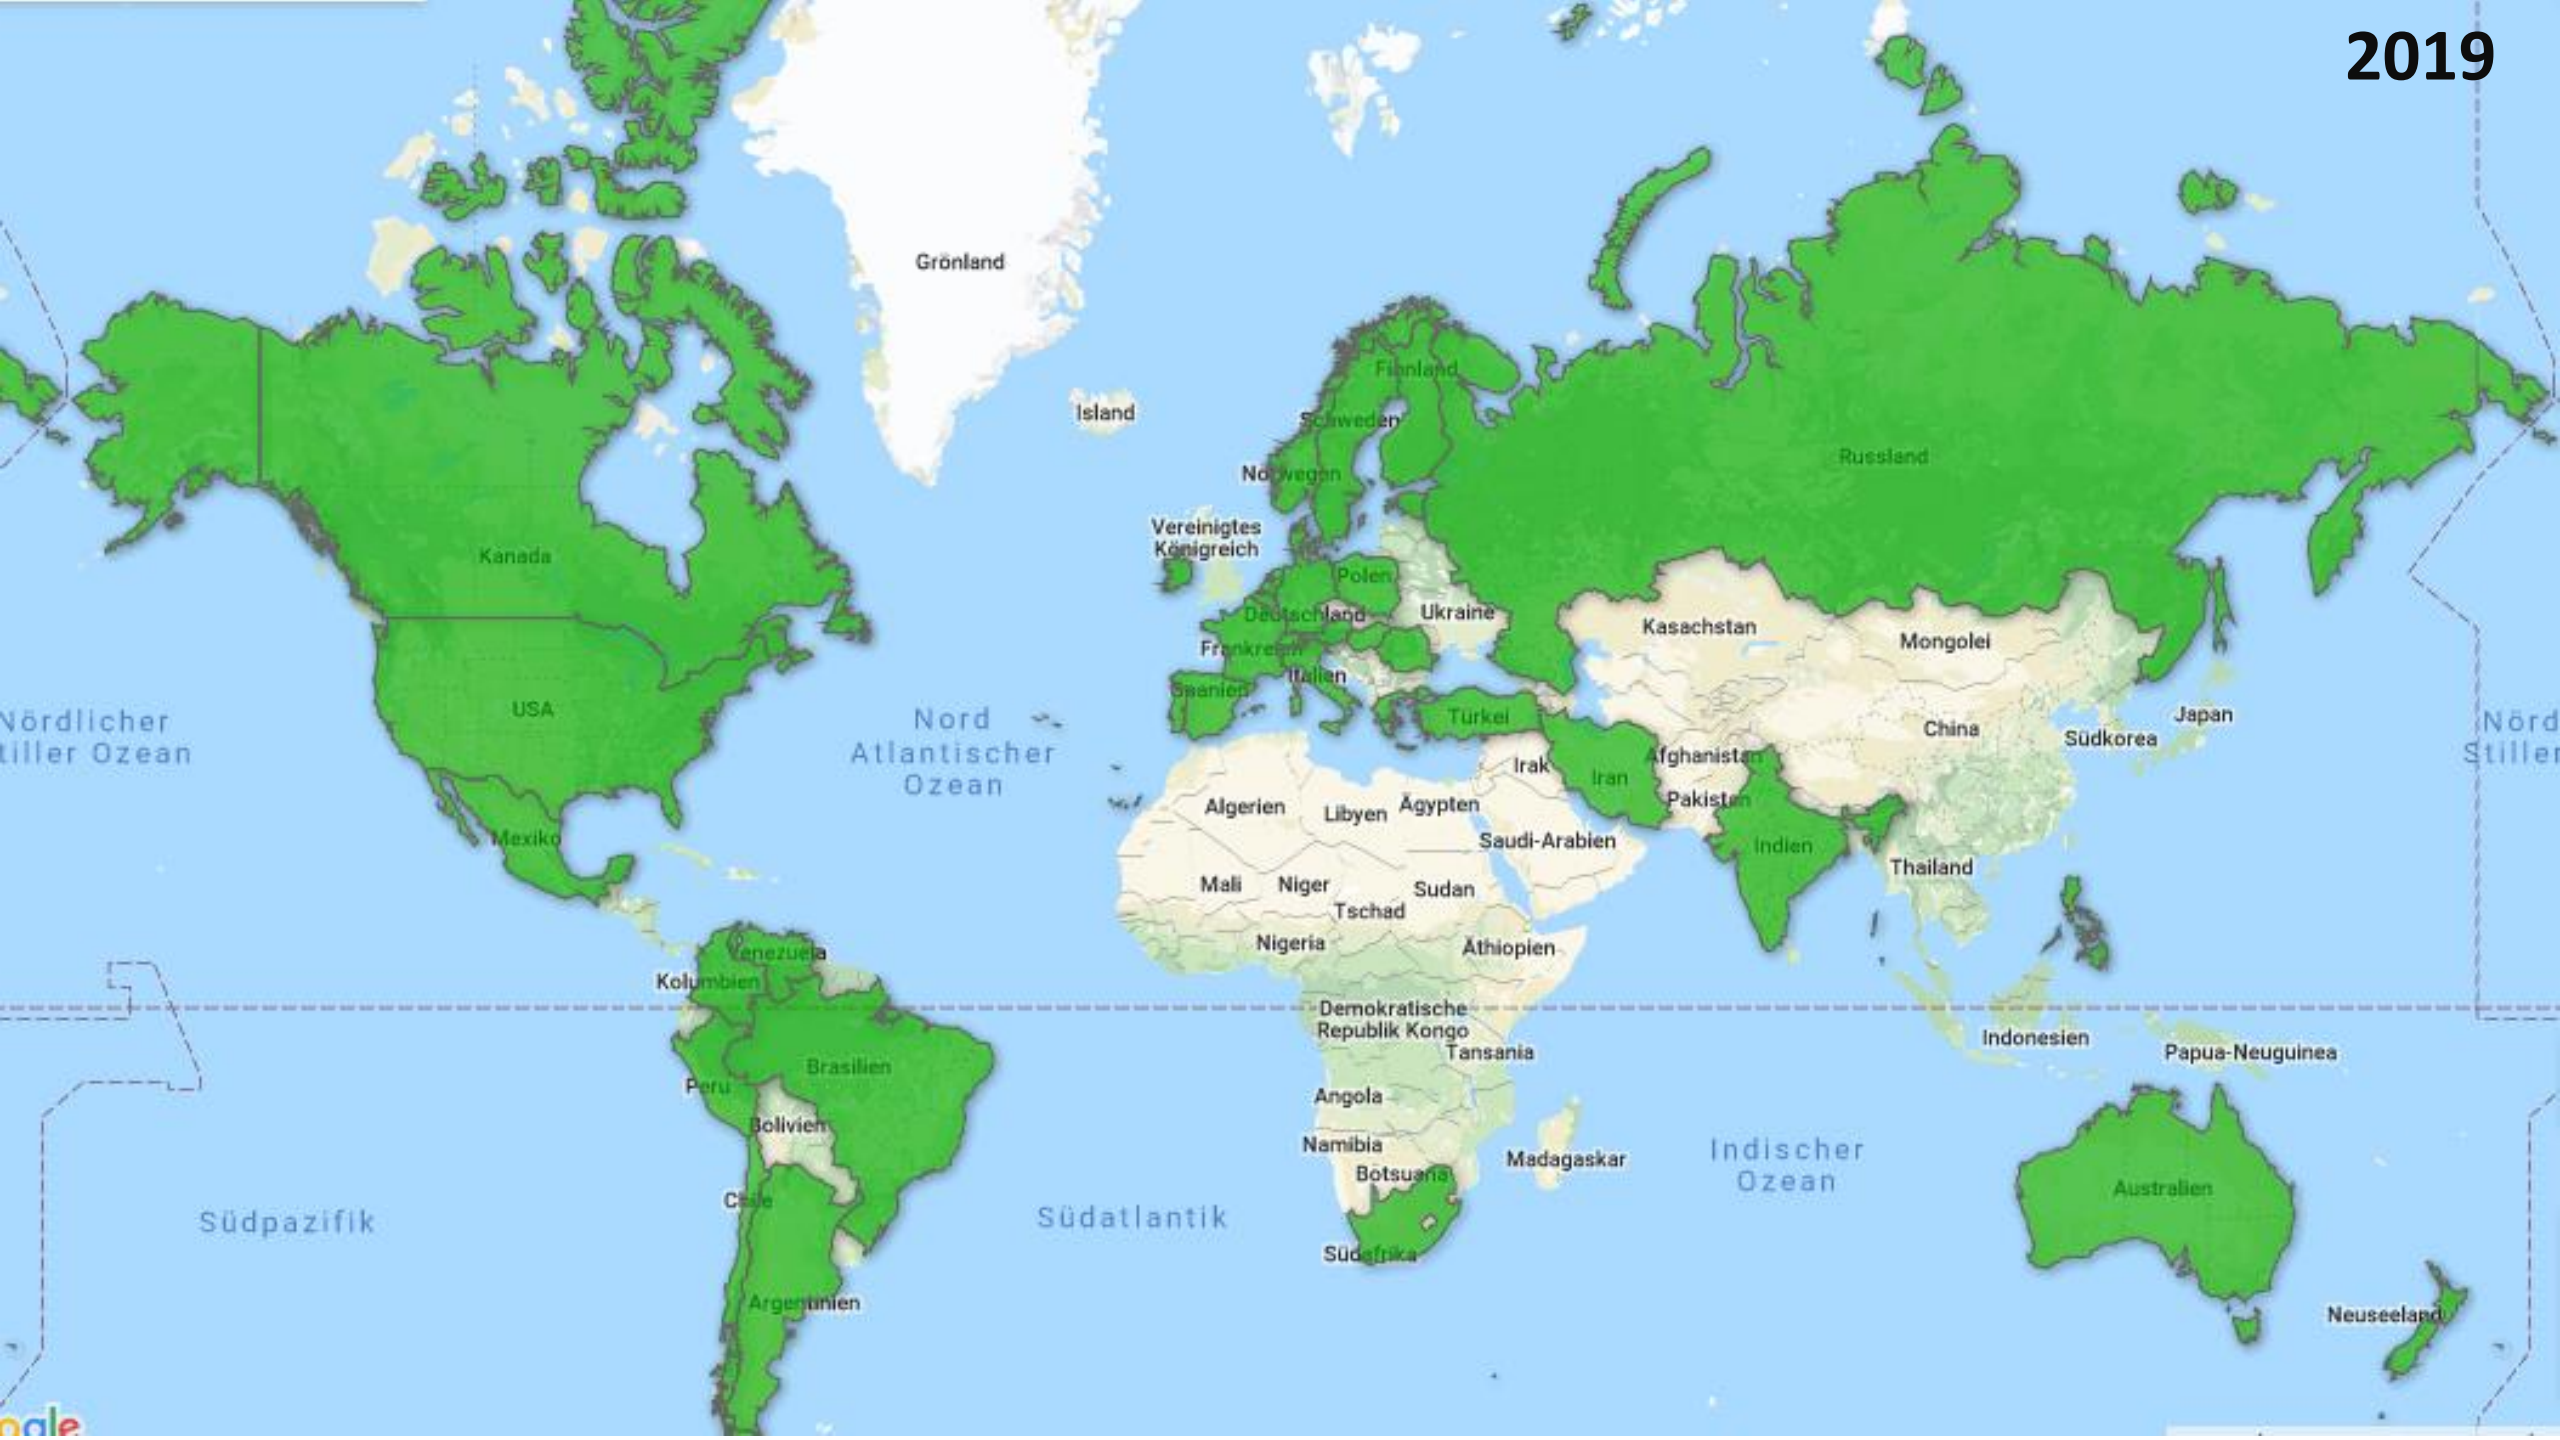 2019
Grönland
Island
Finnland
Schweden
Norwegen
Russland
Vereinigtes
Königreich
Kanada
Polen
Deutschland
Ukraine
Kasachstan
Mongolei
Frankreich
Italien
Spanien
USA
Türkei
China
Japan
Südkorea
Nördlicher
tiller Ozean
Nord
Atlantischer
Ozean
Nörd
Stiller
Irak
Afghanistan
Iran
Pakistan
Algerien
Libyen
Ägypten
Saudi-Arabien
Indien
Mexiko
Mali
Niger
Sudan
Tschad
Thailand
Nigeria
Äthiopien
Venezuela
Kolumbien
Demokratische
Republik Kongo
Tansania
Indonesien
Papua-Neuguinea
Brasilien
Peru
Angola
Bolivien
Namibia
Botsuana
Madagaskar
Indischer
Ozean
Australien
Chile
Südpazifik
Südatlantik
Südafrika
Argentinien
Neuseeland
ogle